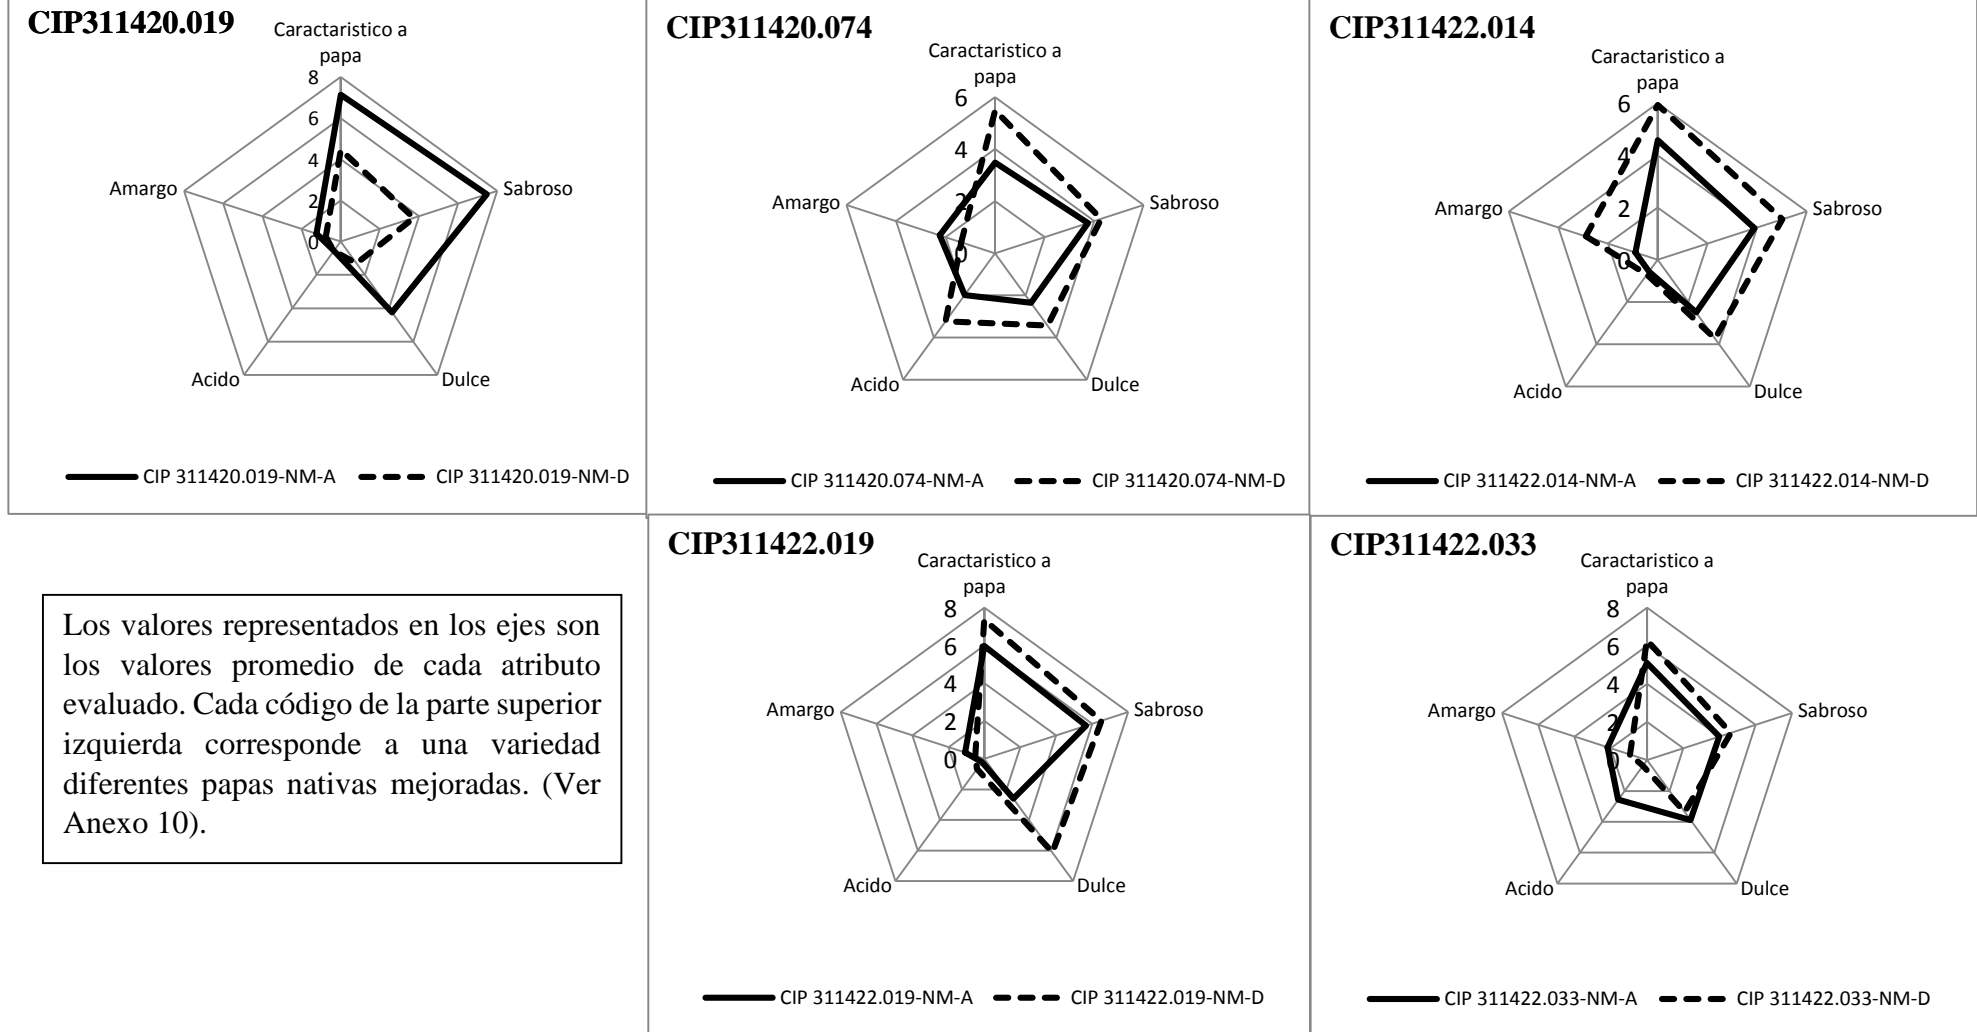 CIP311420.019
Caractaristico a
papa
8
6
4
2
0
Amargo
Sabroso
Acido
Dulce
CIP 311420.019-NM-A
CIP 311420.019-NM-D
CIP311420.074
Caractaristico a
papa
6
4
2
0
Amargo
Sabroso
Acido
Dulce
CIP 311420.074-NM-A
CIP 311420.074-NM-D
CIP311422.014
Caractaristico a
papa
6
4
2
0
Amargo
Sabroso
Acido
Dulce
CIP 311422.014-NM-A
CIP 311422.014-NM-D
Los valores representados en los ejes son
los valores promedio de cada atributo
evaluado. Cada código de la parte superior
izquierda corresponde a una variedad
diferentes papas nativas mejoradas. (Ver
Anexo 10).
CIP311422.019
Caractaristico a
papa
8
6
4
2
0
Amargo
Sabroso
Acido
Dulce
CIP 311422.019-NM-A
CIP 311422.019-NM-D
CIP311422.033
Caractaristico a
papa
8
6
4
2
0
Amargo
Sabroso
Acido
Dulce
CIP 311422.033-NM-A
CIP 311422.033-NM-D